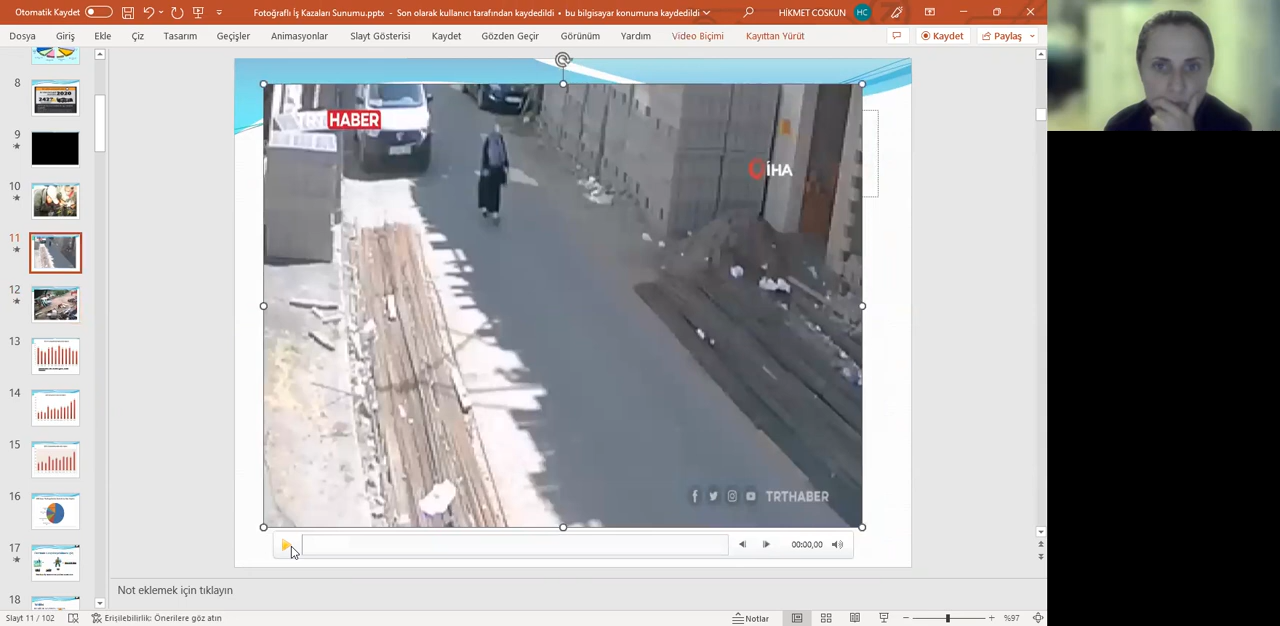 Otomatik Kaydet
Fotoğraflı İş Kazaları Sunumu.pptx - Son olarak kullanıcı tarafından kaydedildi • bu bilgisayar konumuna kaydedildi
HİKMET COSKUN
HC
Dosya Giriş Ekle Çiz Tasarım Geçişler Animasyonlar Slayt Gösterisi Kaydet Gözden Geçir Görünüm Yardım Video Biçimi Kayıttan Yürüt
Kaydet
Paylaş
8
9
10
11
12
13
14
15
16
17
18
TRT HABER
İHA
TRTHABER
00:00,00
Not eklemek için tıklayın
Slayt 11 / 102
Erişilebilirlik: Önerilere göz atın
Notlar
%97